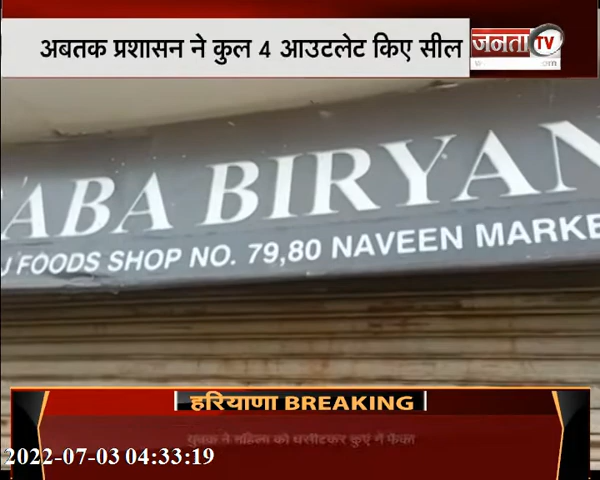 अबतक प्रशासन ने कुल 4 आउटलेट किए सील
जनता TV
ABA BIRYAN
J FOODS SHOP NO. 79,80 NAVEEN MARKE
हरियाणा BREAKING
युवक ने महिला को घसीटकर कुएं में फेंका
2022-07-03 04:33:19